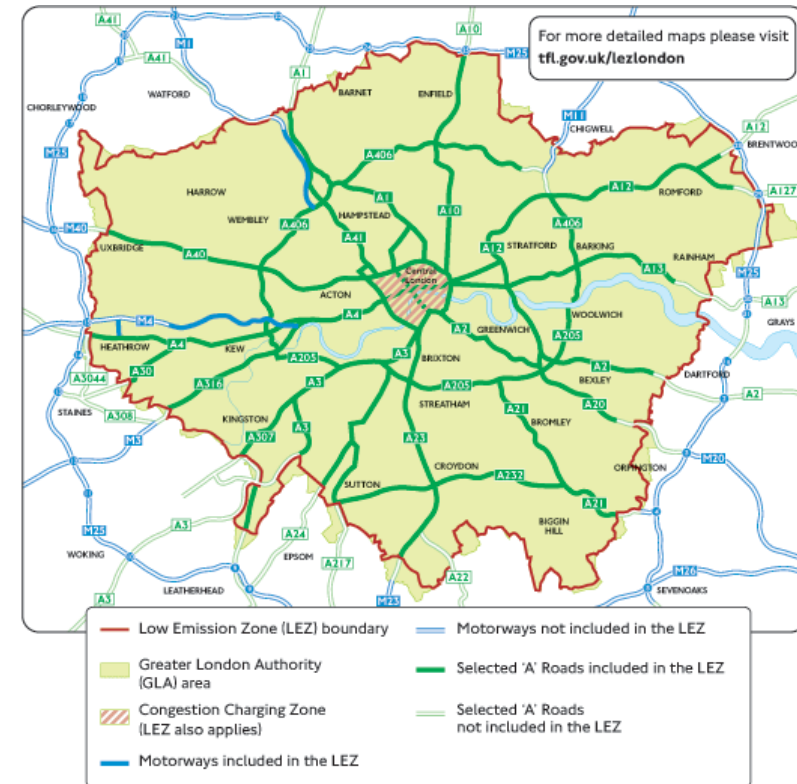 A41
M1
A10
For more detailed maps please visit
tfl.gov.uk/lezlondon
A41
A1
M25
WATFORD
BARNET
ENFIELD
CHORLEYWOOD
M11
CHIGWELL
A12
BRENTWOO
M25
A406
HARROW
A12
ROMFORD
A127
WEMBLEY
A406
HAMPSTEAD
A1
A10
A406
M40
UXBRIDGE
A40
A41
A12
STRATFORD
BARKING
RAINHAM
Central
London
A13
M25
ACTON
A13
M4
A4
WOOLWICH
GRAYS
HEATHROW
A4
KEW
A205
A3
A2
GREENWICH
A205
BRIXTON
A30
A3044
A316
A3
A205
A2
BEXLEY
DARTFORD
A2
STAINES
A308
STREATHAM
A21
A20
KINGSTON
A307
A3
BROMLEY
M3
A23
CROYDON
A232
ORPINGTON
M20
SUTTON
A21
M25
A3
A24
BIGGIN
HILL
WOKING
EPSOM
A217
A22
M26
LEATHERHEAD
A3
M23
SEVENOAKS
Low Emission Zone (LEZ) boundary
Greater London Authority
(GLA) area
Congestion Charging Zone
(LEZ also applies)
Motorways included in the LEZ
Motorways not included in the LEZ
Selected 'A' Roads included in the LEZ
Selected 'A' Roads
not included in the LEZ